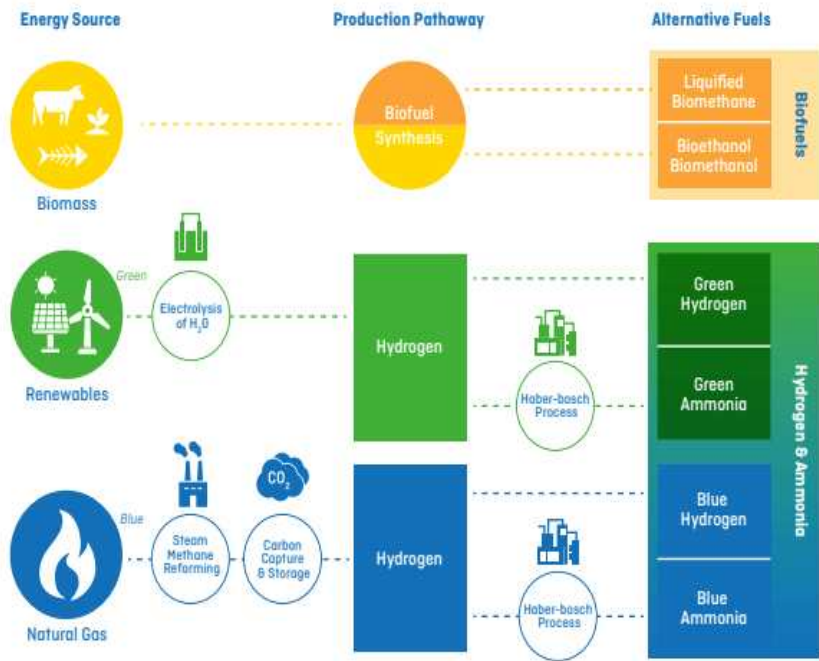 Energy Source
Production Pathway
Alternative Fuels
Biomass
Biofuel
Synthesis
Liquified
Biomethane
Bioethanol
Biomethanol
Biofuels
Renewables
Green
Electrolysis
of H₂0
Hydrogen
Haber-bosch
Process
Green
Hydrogen
Green
Ammonia
Natural Gas
Blue
Steam
Methane
Reforming
CO₂
Carbon
Capture
& Storage
Hydrogen
Haber-bosch
Process
Blue
Hydrogen
Blue
Ammonia
Hydrogen & Ammonia